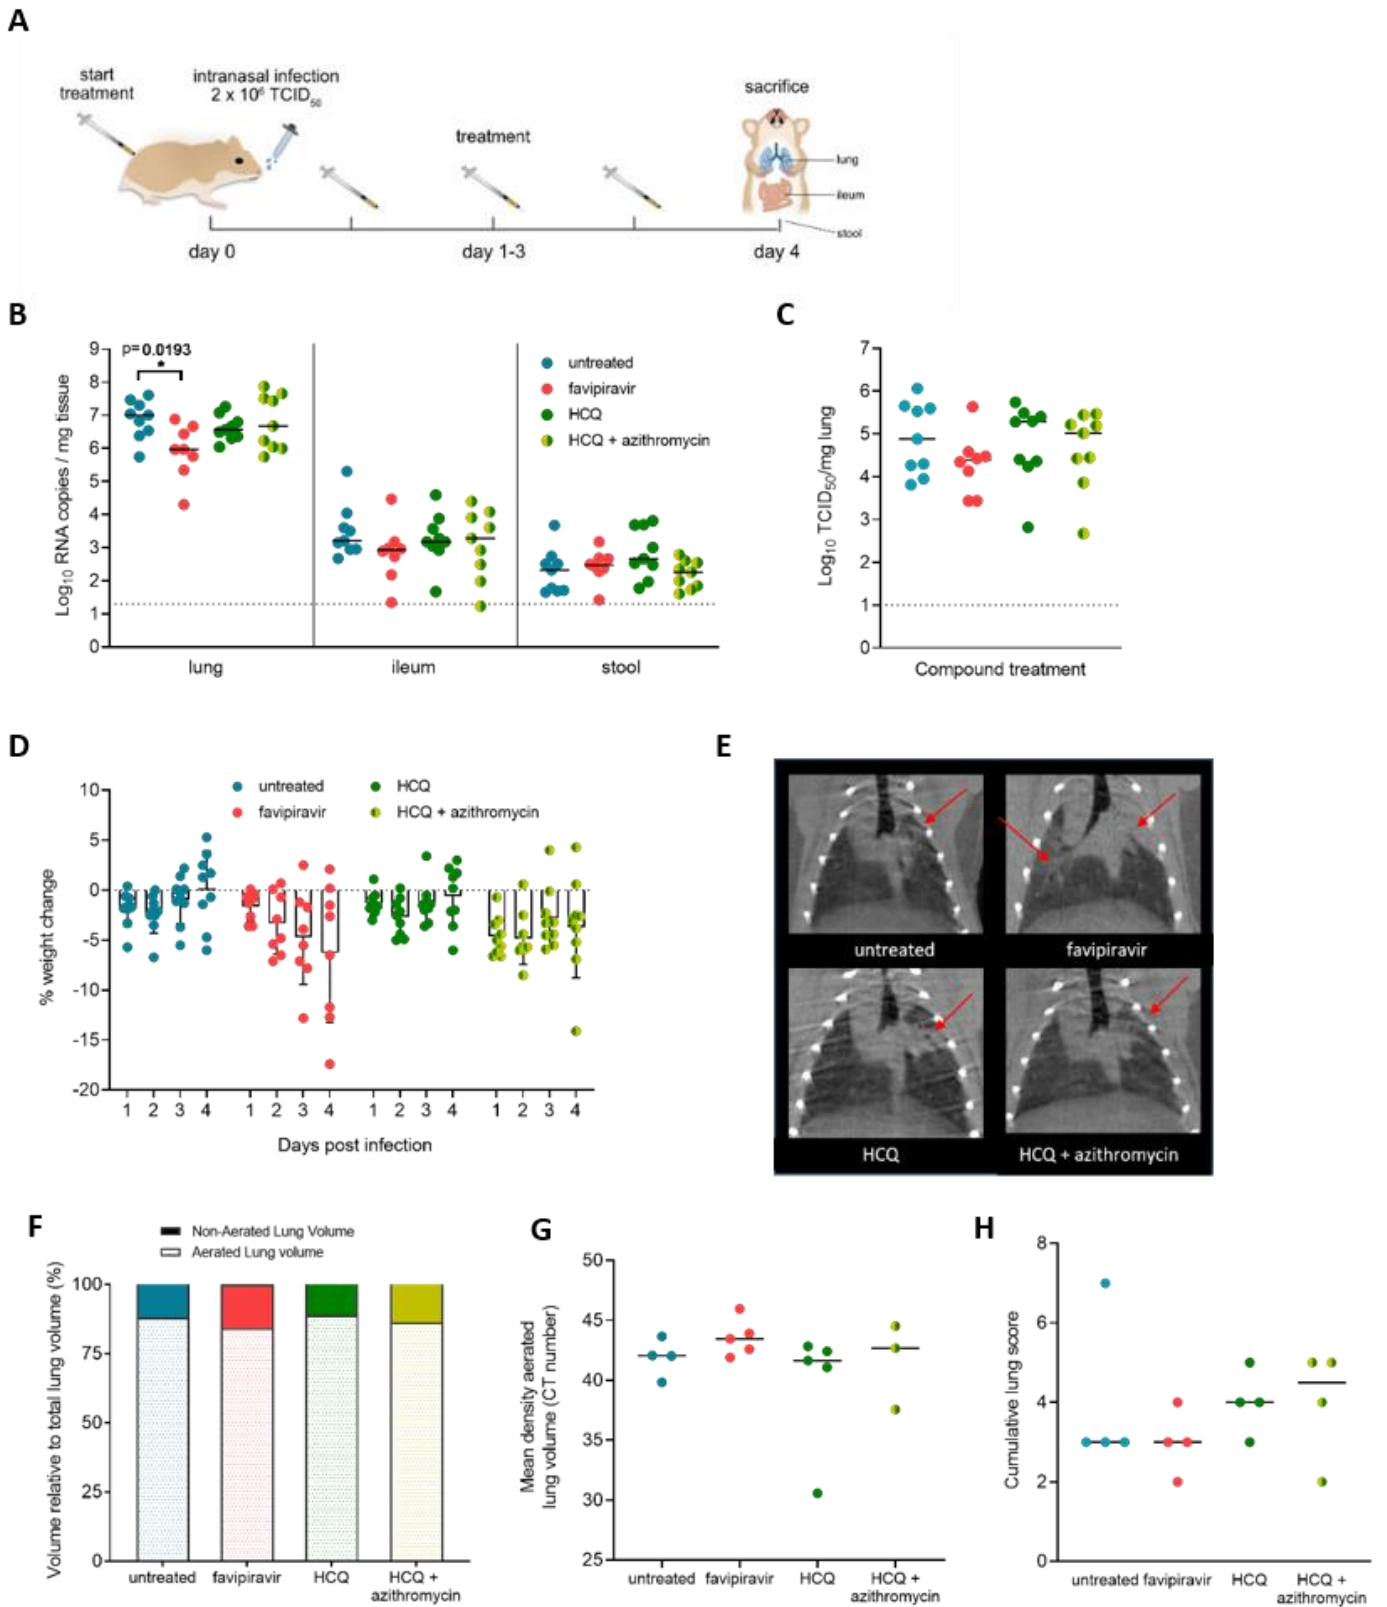 A
start
treatment
intranasal infection
2 x 10⁶ TCID₅₀
treatment
sacrifice
lung
ileum
stool
day 0
day 1-3
day 4
B
p= 0.0193
*
Log₁₀ RNA copies / mg tissue
9
8
7
6
5
4
3
2
1
0
untreated
favipiravir
HCQ
HCQ + azithromycin
lung
ileum
stool
C
Log₁₀ TCID₅₀/mg lung
7
6
5
4
3
2
1
0
Compound treatment
D
% weight change
10
5
0
-5
-10
-15
-20
untreated
favipiravir
HCQ
HCQ + azithromycin
1 2 3 4 1 2 3 4 1 2 3 4 1 2 3 4
Days post infection
E
untreated
favipiravir
HCQ
HCQ + azithromycin
F
Non-Aerated Lung Volume
Aerated Lung volume
Volume relative to total lung volume (%)
100
75
50
25
0
untreated
favipiravir
HCQ
HCQ +
azithromycin
G
Mean density aerated
lung volume (CT number)
50
45
40
35
30
25
untreated
favipiravir
HCQ
HCQ +
azithromycin
H
Cumulative lung score
8
6
4
2
0
untreated
favipiravir
HCQ
HCQ +
azithromycin